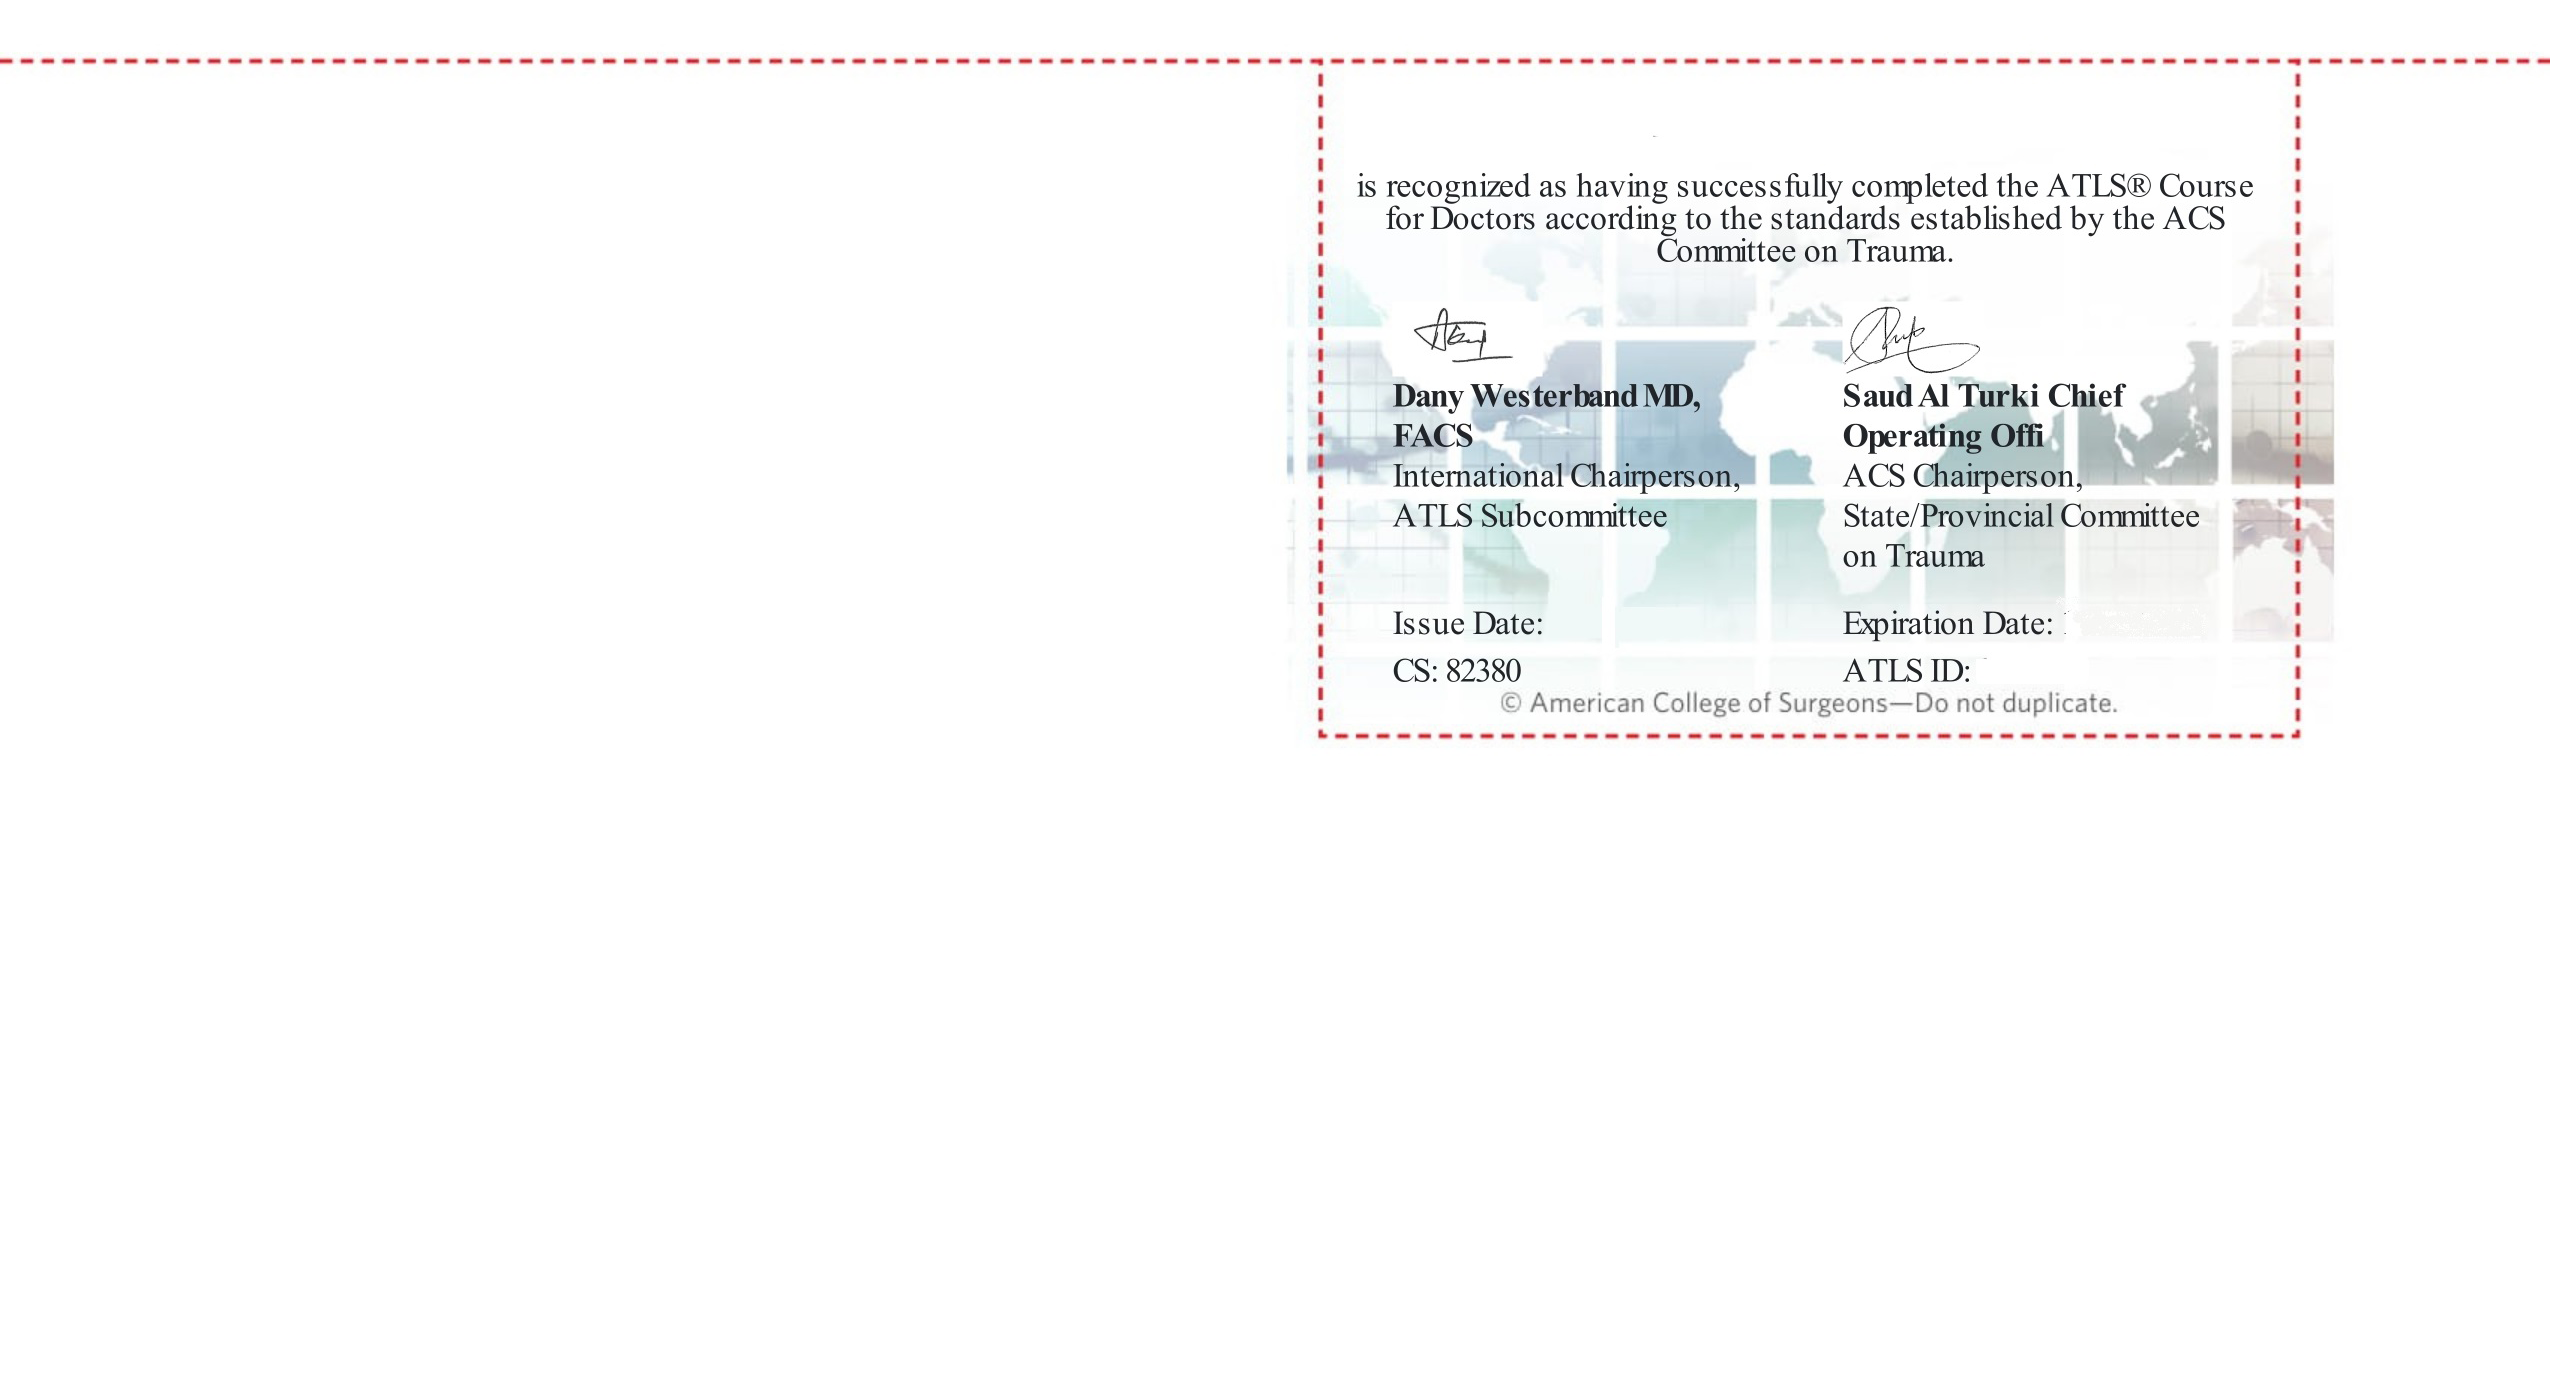 is recognized as having successfully completed the ATLS® Course
for Doctors according to the standards established by the ACS
Committee on Trauma.
Dany Westerband MD,
FACS
International Chairperson,
ATLS Subcommittee
Saud Al Turki Chief
Operating Offi
ACS Chairperson,
State/Provincial Committee
on Trauma
Issue Date:
Expiration Date:
CS: 82380
ATLS ID:
© American College of Surgeons—Do not duplicate.